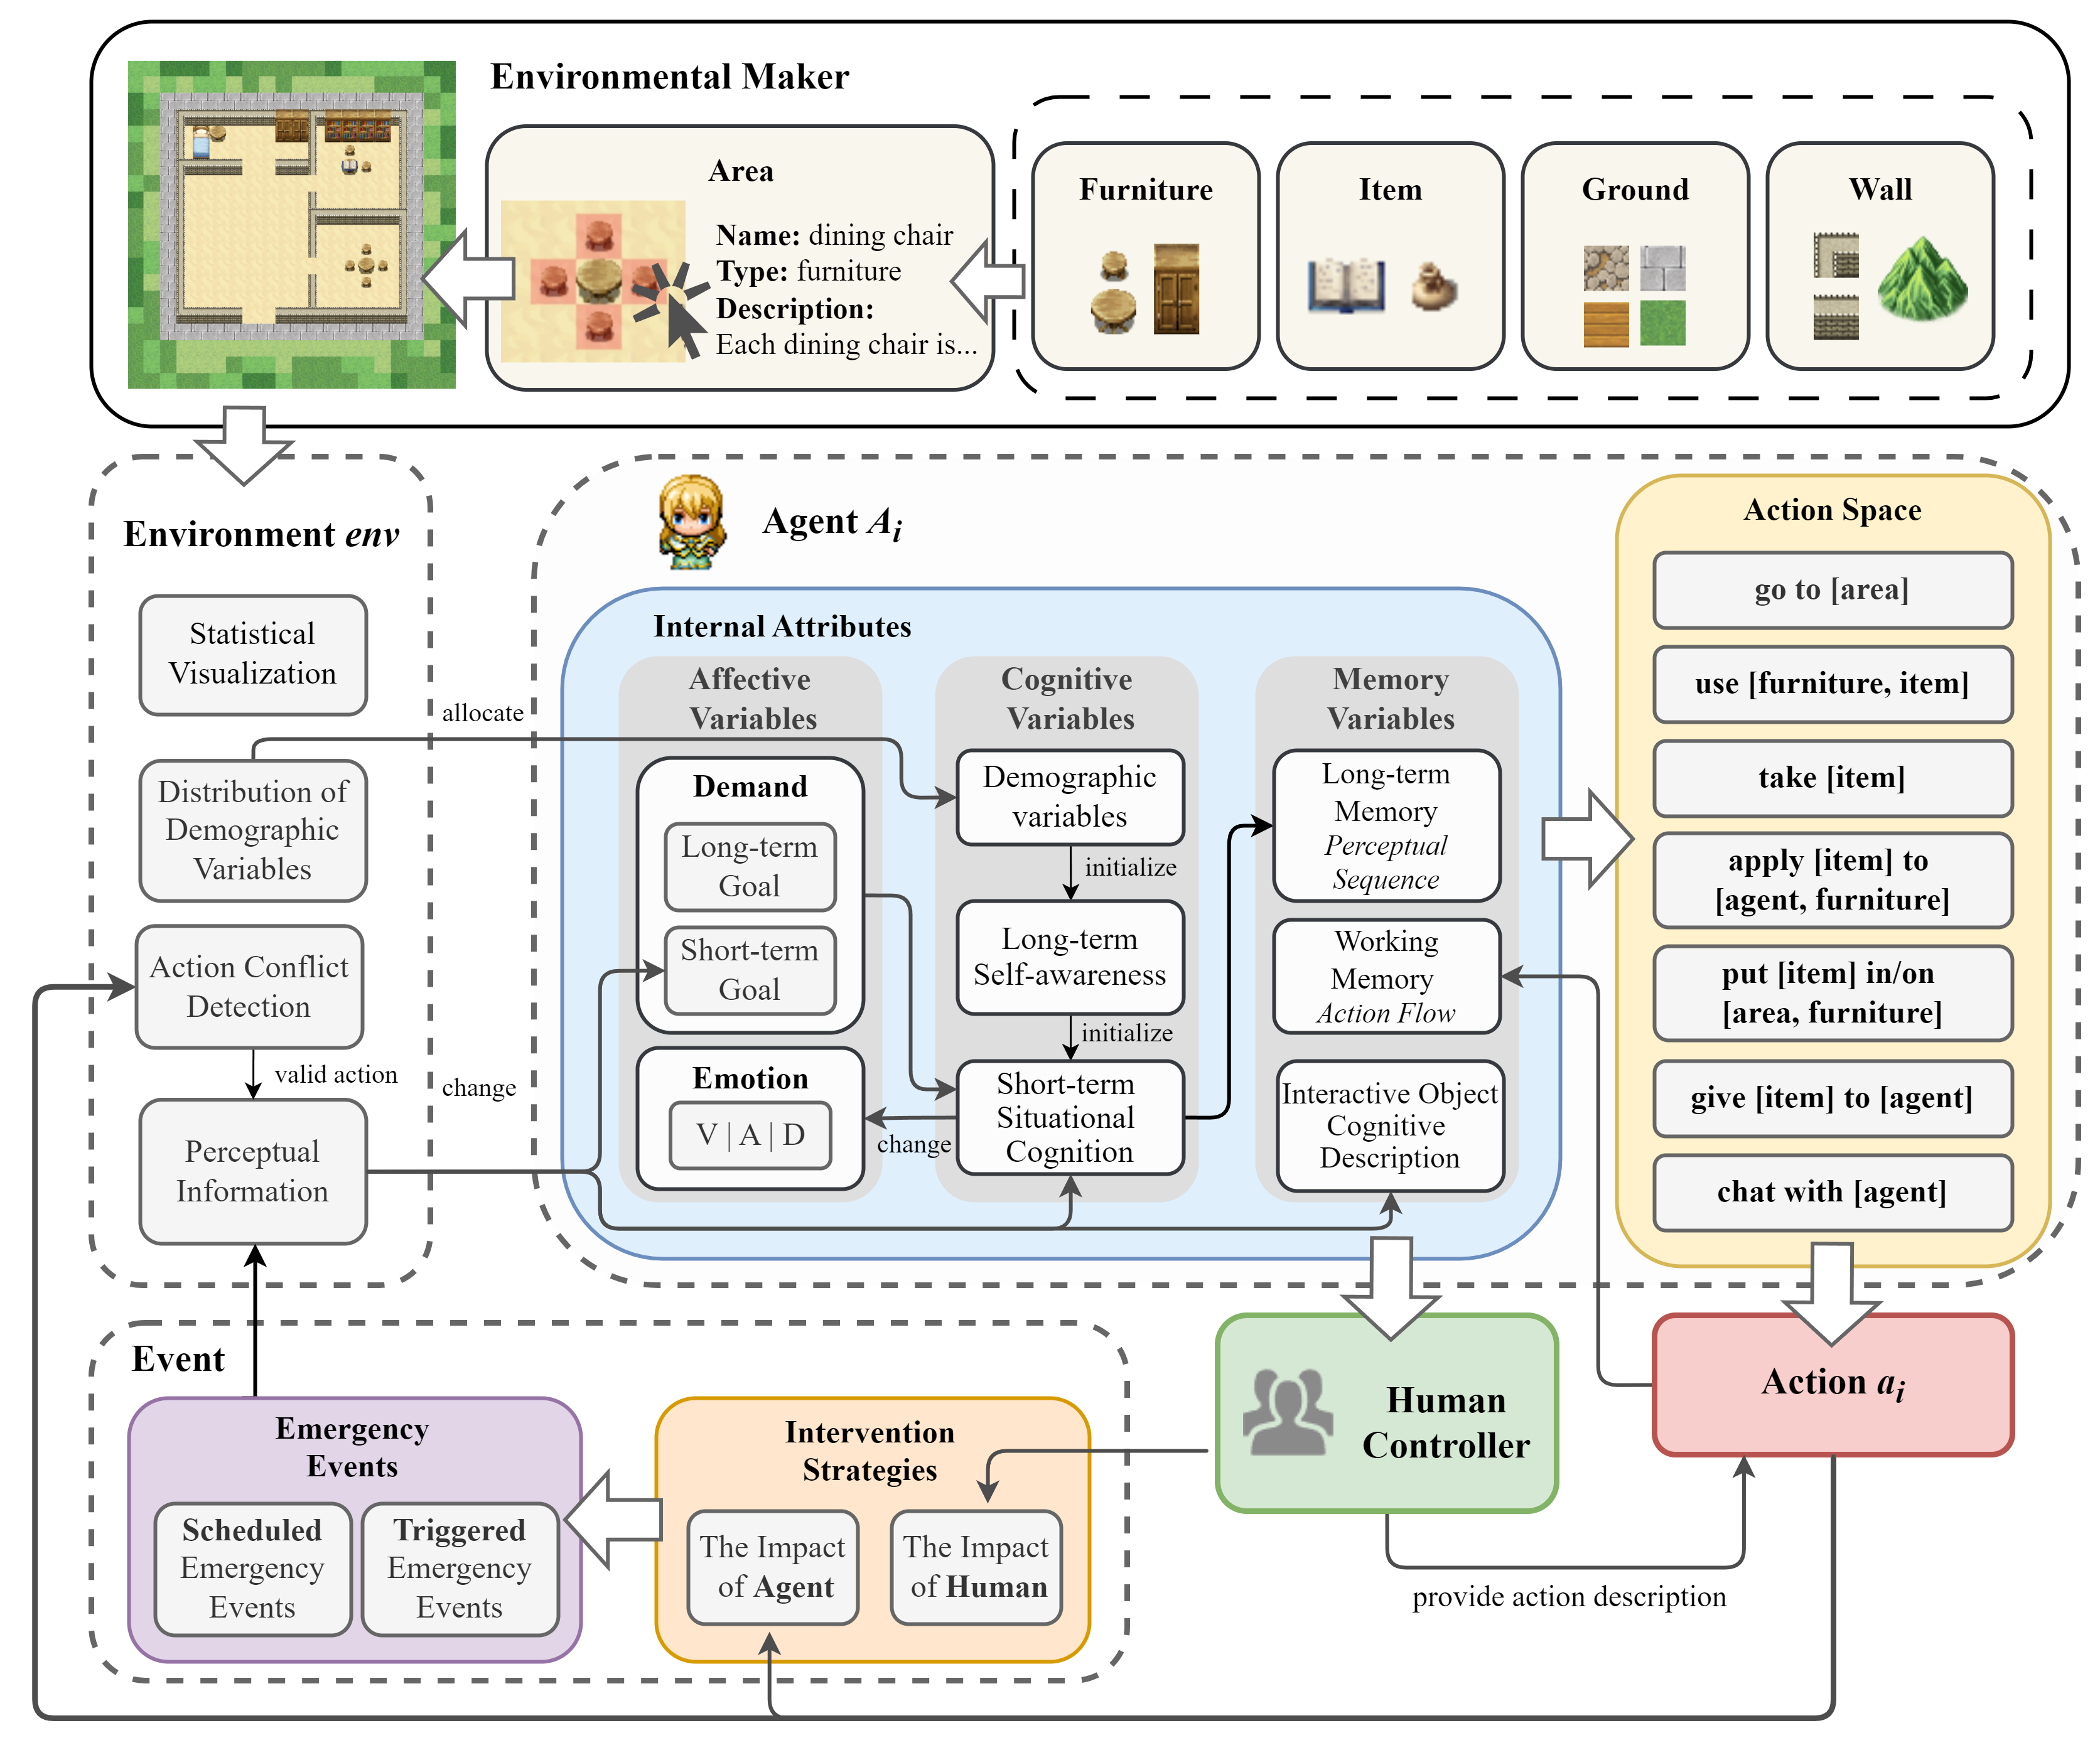 Environmental Maker
Area
Name: dining chair
Type: furniture
Description:
Each dining chair is...
Furniture
Item
Ground
Wall
Environment env
Statistical
Visualization
Distribution of
Demographic
Variables
Action Conflict
Detection
valid action
Perceptual
Information
allocate
change
Agent Ai
Internal Attributes
Affective
Variables
Demand
Long-term
Goal
Short-term
Goal
Emotion
V | A | D
change
Cognitive
Variables
Demographic
variables
initialize
Long-term
Self-awareness
initialize
Short-term
Situational
Cognition
Memory
Variables
Long-term
Memory
Perceptual
Sequence
Working
Memory
Action Flow
Interactive Object
Cognitive
Description
Action Space
go to [area]
use [furniture, item]
take [item]
apply [item] to
[agent, furniture]
put [item] in/on
[area, furniture]
give [item] to [agent]
chat with [agent]
Event
Emergency
Events
Scheduled
Emergency
Events
Triggered
Emergency
Events
Intervention
Strategies
The Impact
of Agent
The Impact
of Human
Human
Controller
Action ai
provide action description